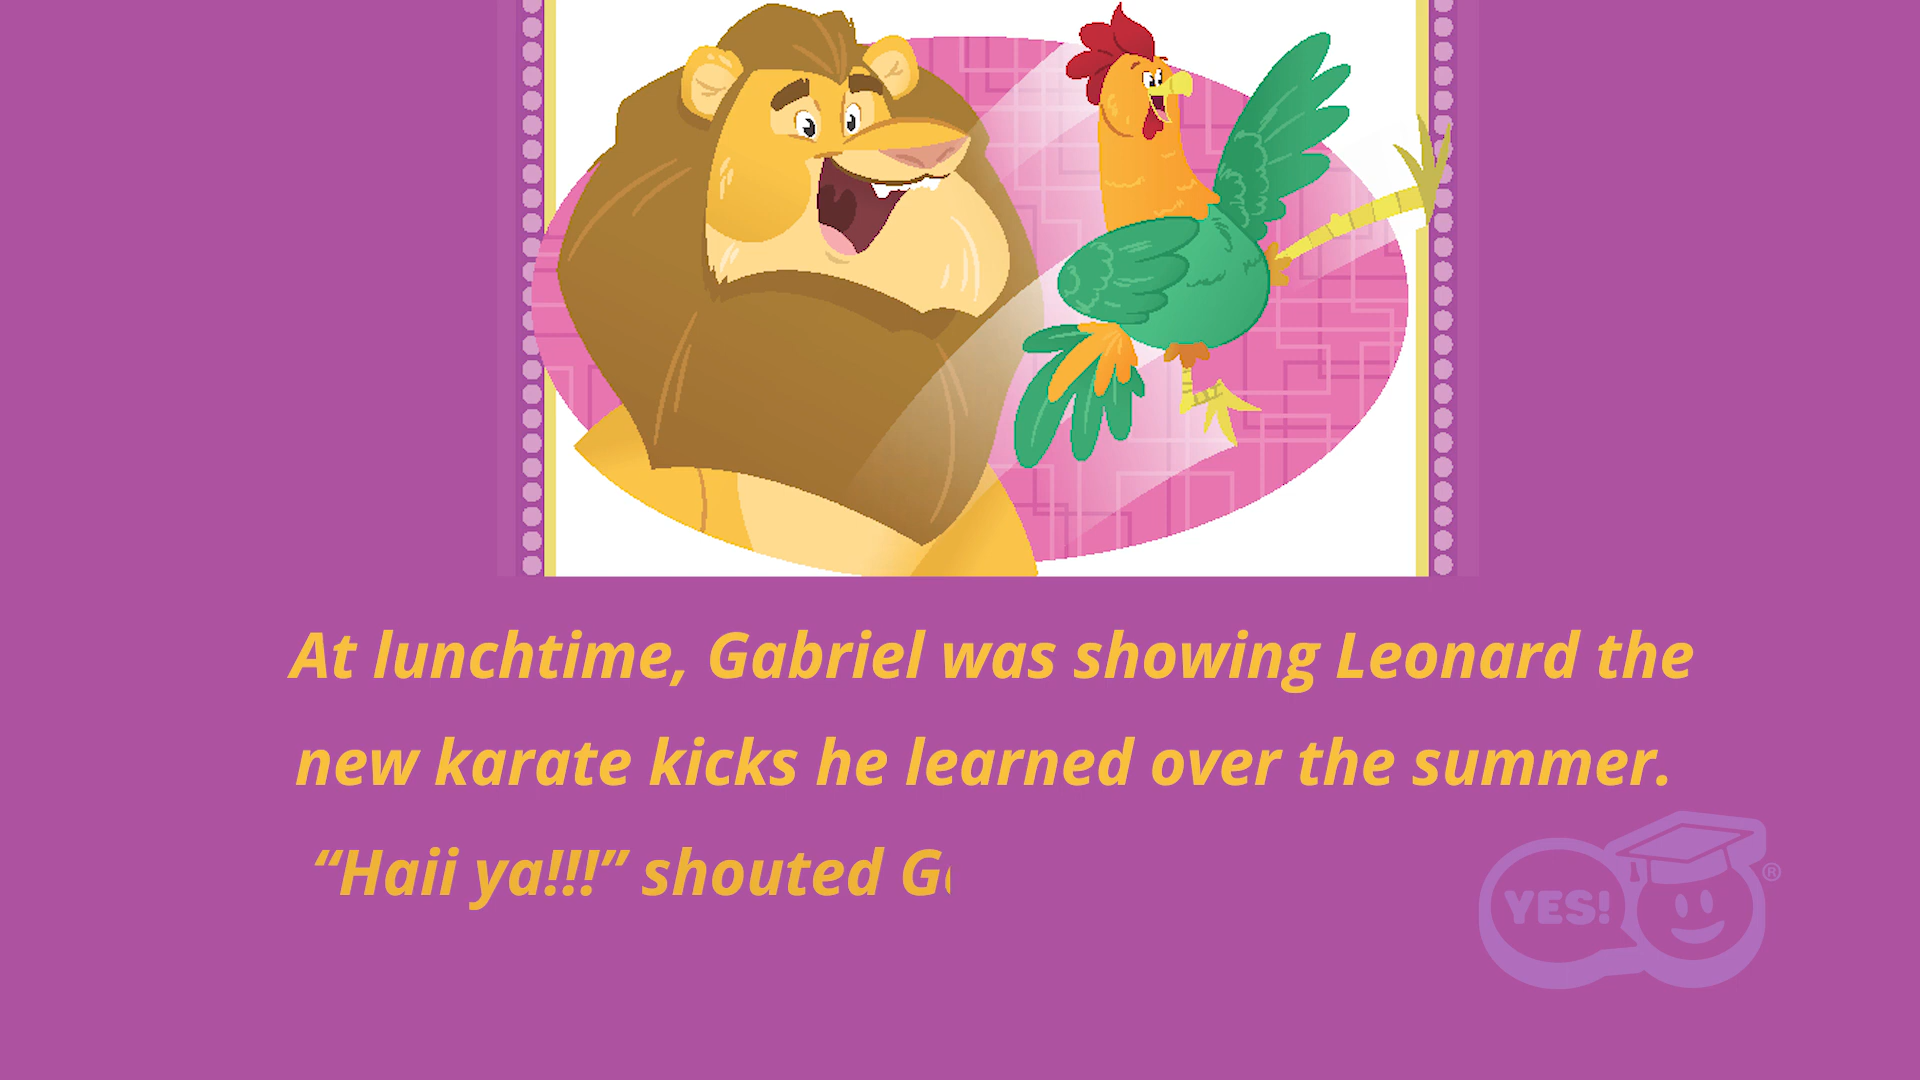 At lunchtime, Gabriel was showing Leonard the
new karate kicks he learned over the summer.
“Haii ya!!!” shouted
YES!
®